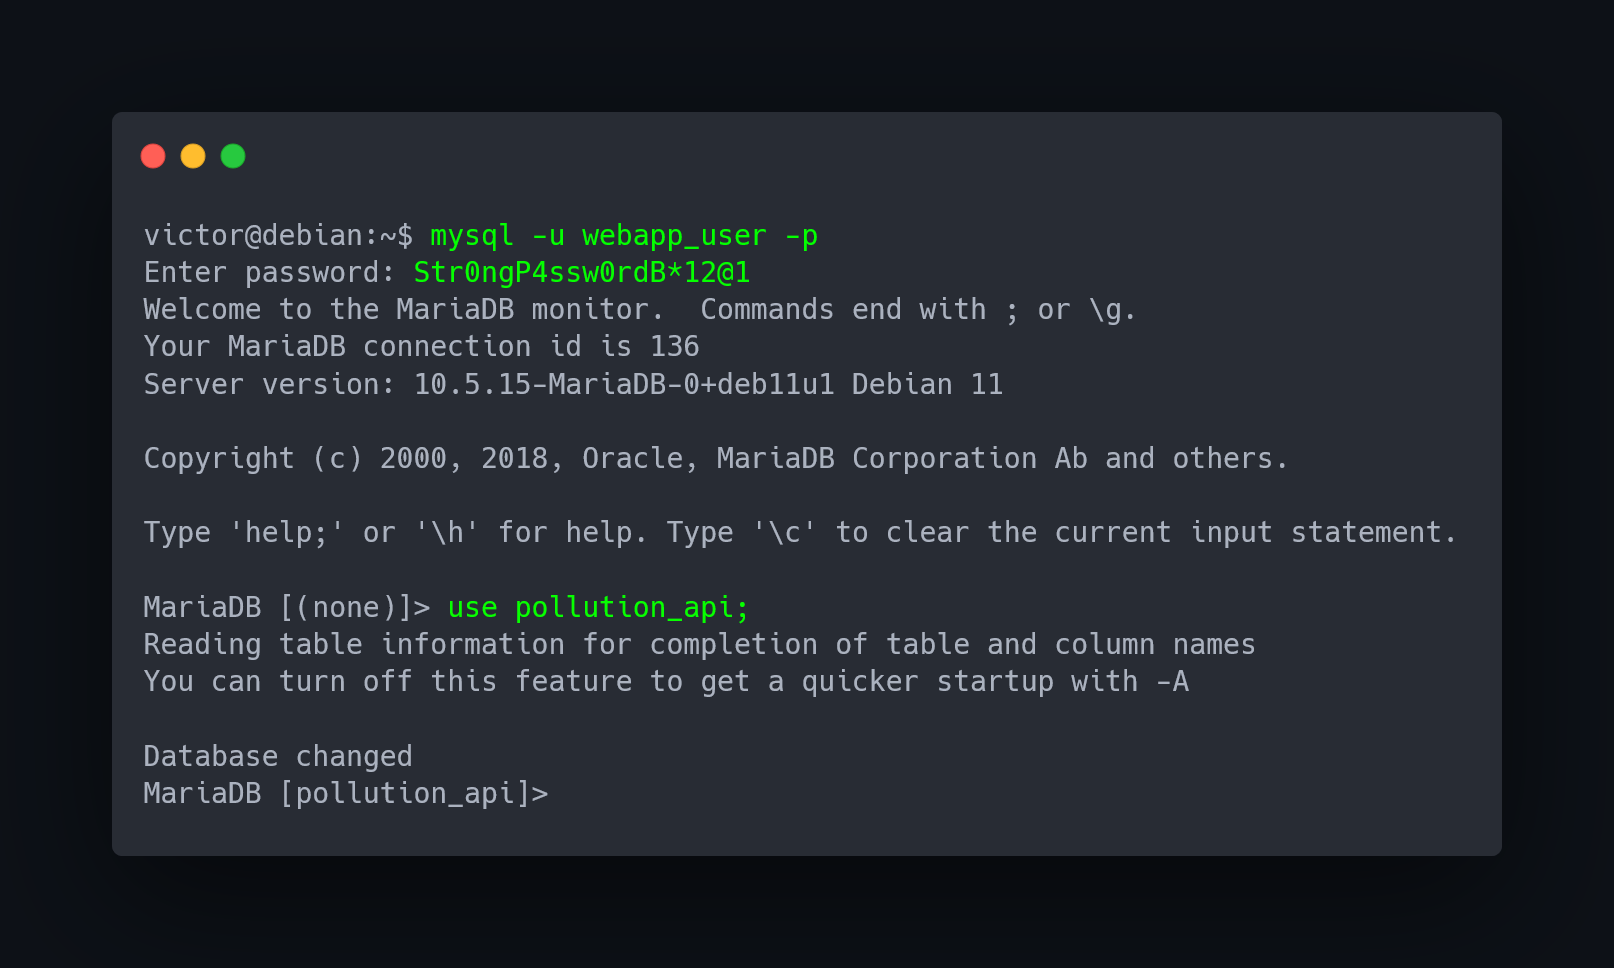 victor@debian:~$ mysql -u webapp_user -p
Enter password: Str0ngP4ssw0rdB*12@1
Welcome to the MariaDB monitor.  Commands end with ; or \g.
Your MariaDB connection id is 136
Server version: 10.5.15-MariaDB-0+deb11u1 Debian 11
Copyright (c) 2000, 2018, Oracle, MariaDB Corporation Ab and others.
Type 'help;' or '\h' for help. Type '\c' to clear the current input statement.
MariaDB [(none)]> use pollution_api;
Reading table information for completion of table and column names
You can turn off this feature to get a quicker startup with -A
Database changed
MariaDB [pollution_api]>